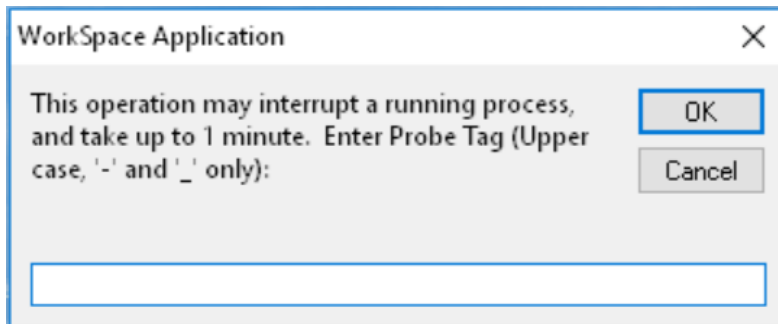 WorkSpace Application
This operation may interrupt a running process,
and take up to 1 minute.  Enter Probe Tag (Upper
case, '-' and '_' only):
OK
Cancel